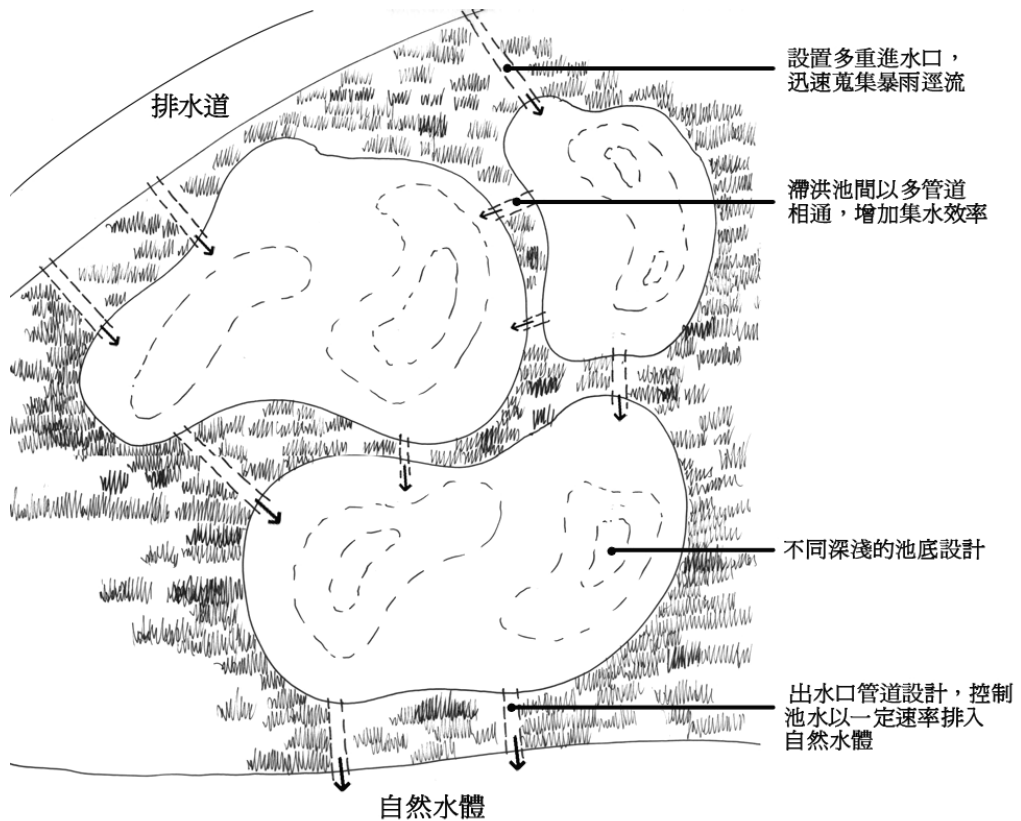 設置多重進水口，
迅速蒐集暴雨逕流
排水道
滯洪池間以多管道
相通，增加集水效率
不同深淺的池底設計
出水口管道設計，控制
池水以一定速率排入
自然水體
自然水體